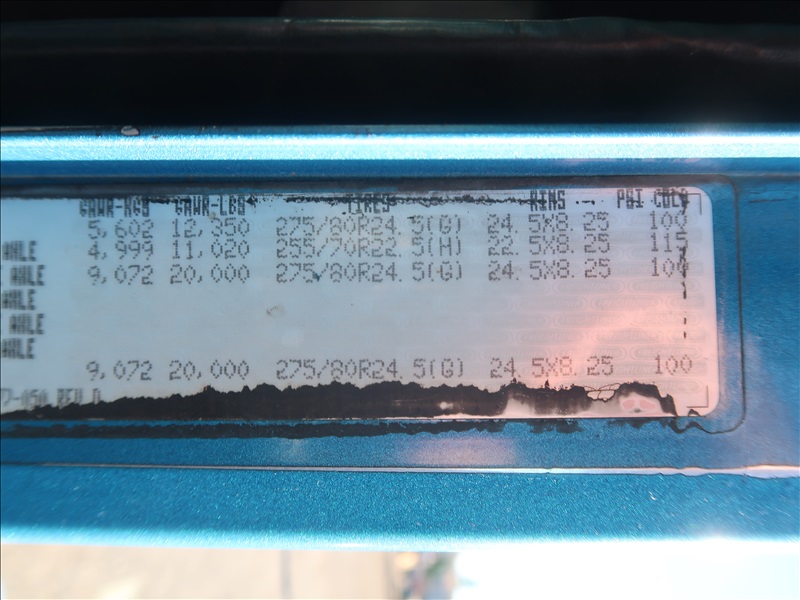 GAWR-KGS GAWR-LBS TIRES RIMS PSI COLD
5,602 12,350 275/80R24.5(G) 24.5X8.25 100
AXLE 4,999 11,020 255/70R22.5(H) 22.5X8.25 115
AXLE 9,072 20,000 275/80R24.5(G) 24.5X8.25 100
AXLE
AXLE
AXLE
9,072 20,000 275/80R24.5(G) 24.5X8.25 100
REV D